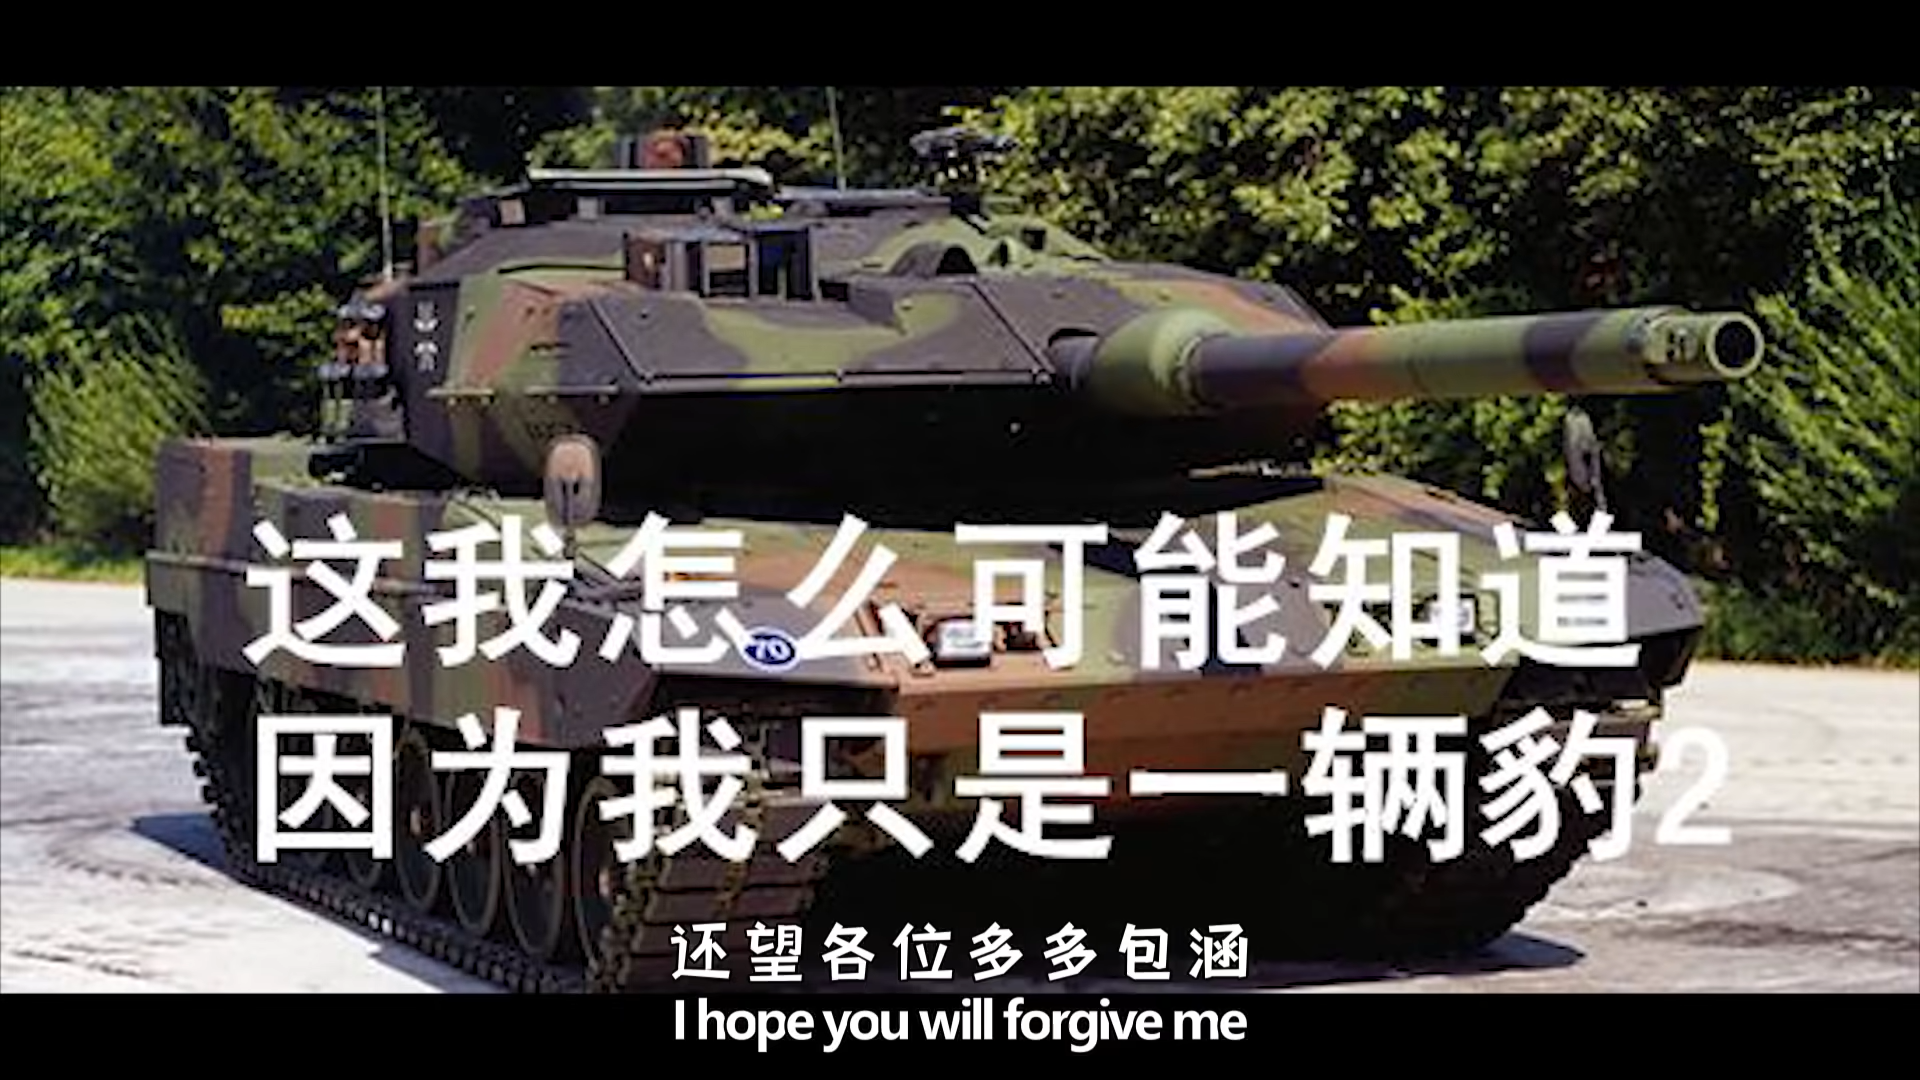 70
这我怎么可能知道
因为我只是一辆豹2
还望各位多多包涵
I hope you will forgive me